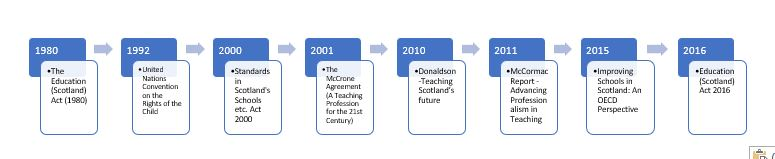 1980
1992
2000
2001
2010
2011
2015
2016
•The
Education
(Scotland)
Act (1980)
•United
Nations
Convention
on the
Rights of the
Child
•Standards
in
Scotland's
Schools
etc. Act
2000
•The
McCrone
Agreement
(A Teaching
Profession
for the 21st
Century)
•Donaldson
-Teaching
Scotland's
future
•McCormac
Report -
Advancing
Profession
alism in
Teaching
•Improving
Schools in
Scotland: An
OECD
Perspective
•Education
(Scotland)
Act 2016